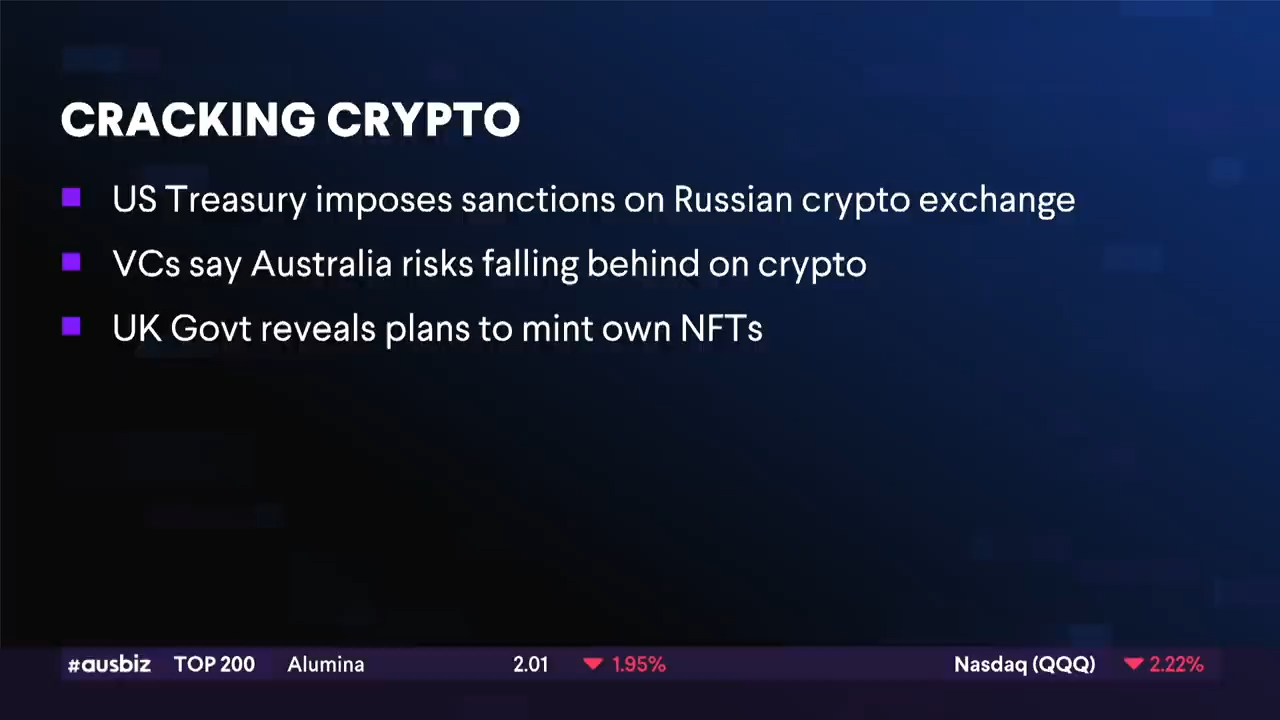 CRACKING CRYPTO
US Treasury imposes sanctions on Russian crypto exchange
VCs say Australia risks falling behind on crypto
UK Govt reveals plans to mint own NFTs
#ausbiz TOP 200 Alumina 2.01 1.95% Nasdaq (QQQ) 2.22%